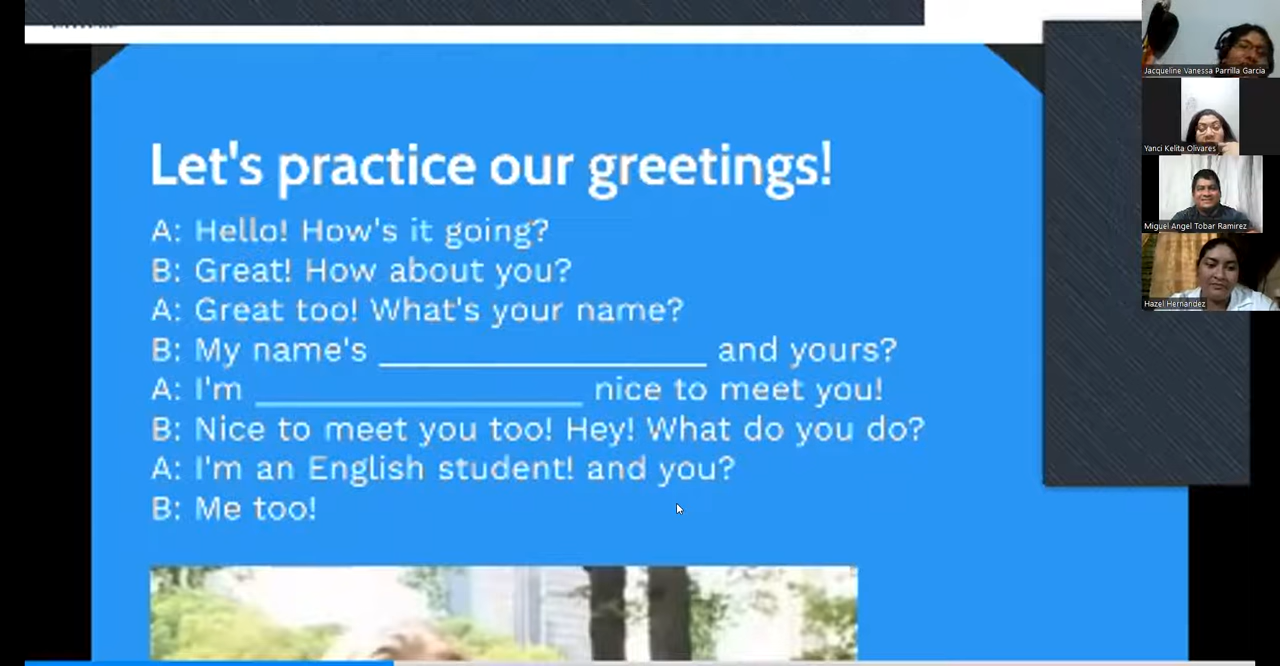 Let's practice our greetings!
A: Hello! How's it going?
B: Great! How about you?
A: Great too! What's your name?
B: My name's ____________________ and yours?
A: I'm ____________________ nice to meet you!
B: Nice to meet you too! Hey! What do you do?
A: I'm an English student! and you?
B: Me too!
Jacqueline Vanessa Parrilla Garcia
Yanci Kelita Olivares
Miguel Angel Tobar Ramirez
Hazel Hernandez